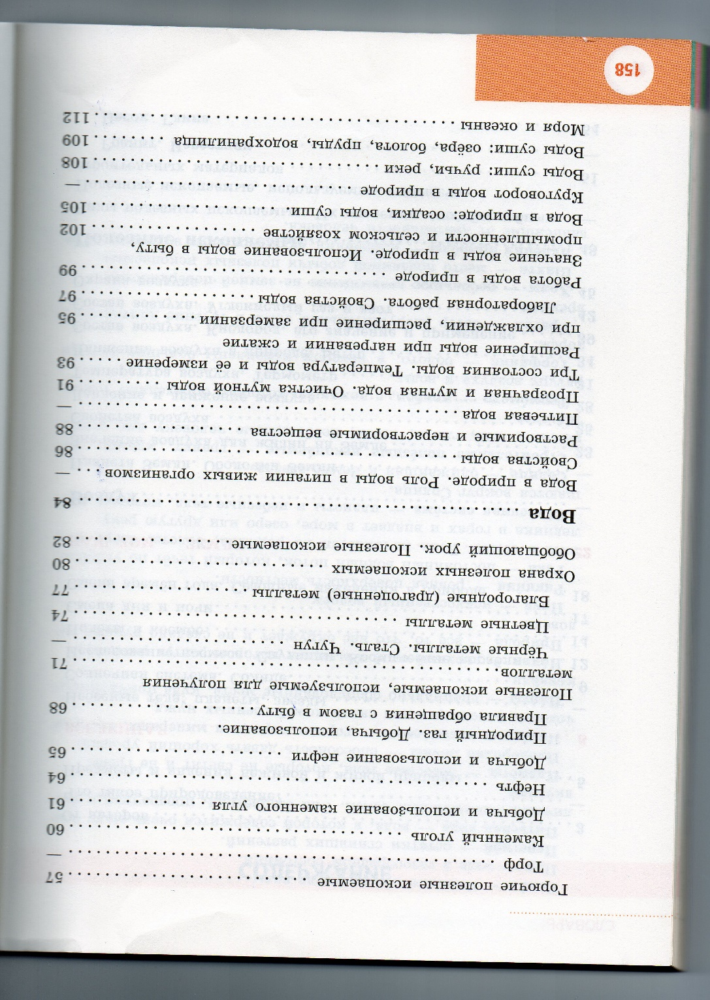 Горючие полезные ископаемые . . . . . . . . . . . . . . . . . . . . . . . . 57
Торф . . . . . . . . . . . . . . . . . . . . . . . . . . . . . . . . . . . . . . —
Каменный уголь . . . . . . . . . . . . . . . . . . . . . . . . . . . . . . 60
Добыча и использование каменного угля . . . . . . . . . . . . . 61
Нефть . . . . . . . . . . . . . . . . . . . . . . . . . . . . . . . . . . . . . 64
Добыча и использование нефти . . . . . . . . . . . . . . . . . . . . 65
Природный газ. Добыча, использование.
Правила обращения с газом в быту . . . . . . . . . . . . . . . . . 68
Полезные ископаемые, используемые для получения
металлов. . . . . . . . . . . . . . . . . . . . . . . . . . . . . . . . . . . . . 71
Чёрные металлы. Сталь. Чугун . . . . . . . . . . . . . . . . . . . . —
Цветные металлы . . . . . . . . . . . . . . . . . . . . . . . . . . . . . 74
Благородные (драгоценные) металлы . . . . . . . . . . . . . . . 77
Охрана полезных ископаемых . . . . . . . . . . . . . . . . . . . . . 80
Обобщающий урок. Полезные ископаемые. . . . . . . . . . . . . 82
Вода . . . . . . . . . . . . . . . . . . . . . . . . . . . . . . . . . . . . . . . 84
Вода в природе. Роль воды в питании живых организмов . . . —
Свойства воды . . . . . . . . . . . . . . . . . . . . . . . . . . . . . . . . 86
Растворимые и нерастворимые вещества . . . . . . . . . . . . . 88
Питьевая вода . . . . . . . . . . . . . . . . . . . . . . . . . . . . . . . . —
Прозрачная и мутная вода. Очистка мутной воды . . . . . . . . . 91
Три состояния воды. Температура воды и её измерение . . . . . 93
Расширение воды при нагревании и сжатие
при охлаждении, расширение при замерзании . . . . . . . . . . . 95
Лабораторная работа. Свойства воды . . . . . . . . . . . . . . . . 97
Работа воды в природе . . . . . . . . . . . . . . . . . . . . . . . . . . 99
Значение воды в природе. Использование воды в быту,
промышленности и сельском хозяйстве . . . . . . . . . . . . . . . 102
Вода в природе: осадки, воды суши. . . . . . . . . . . . . . . . . . 105
Круговорот воды в природе . . . . . . . . . . . . . . . . . . . . . . . —
Воды суши: ручьи, реки . . . . . . . . . . . . . . . . . . . . . . . . . 108
Воды суши: озёра, болота, пруды, водохранилища . . . . . . . . 109
Моря и океаны . . . . . . . . . . . . . . . . . . . . . . . . . . . . . . . 112
158